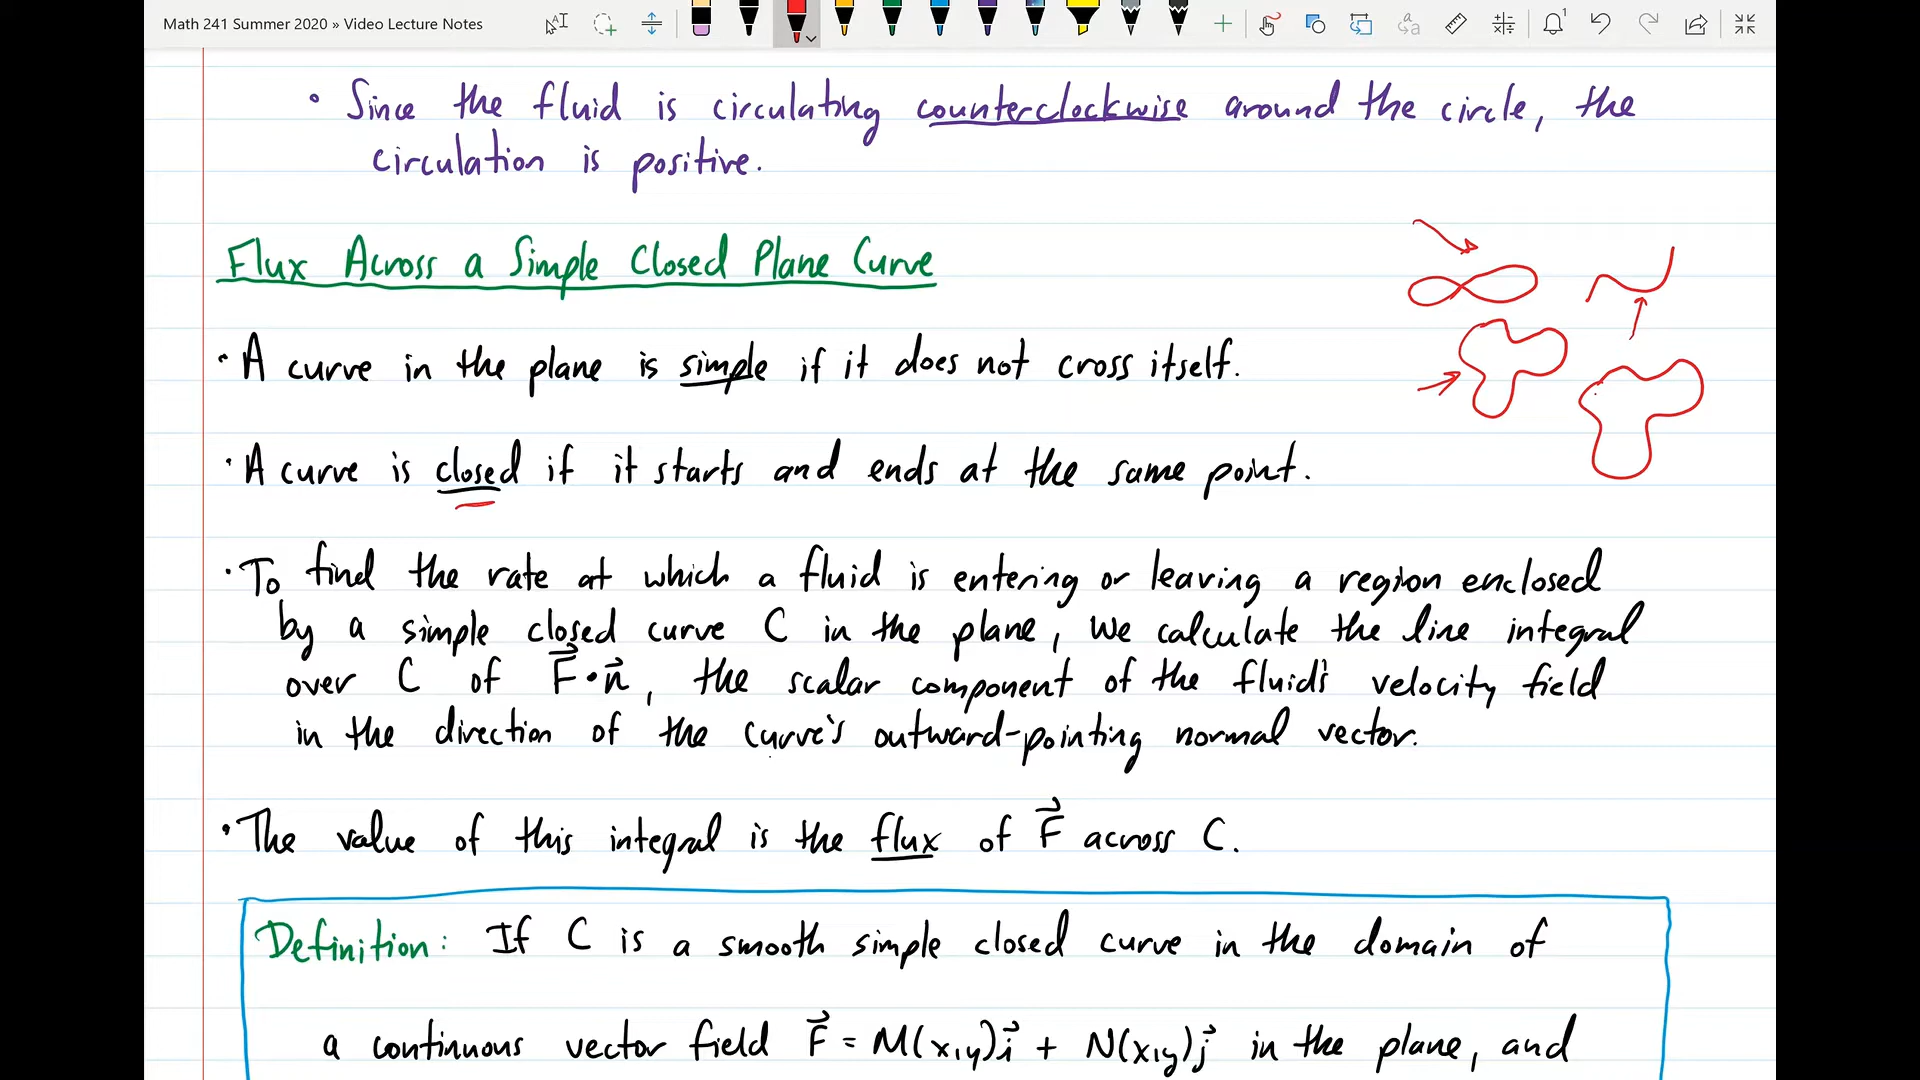 Math 241 Summer 2020 » Video Lecture Notes
• Since the fluid is circulating counterclockwise around the circle, the
circulation is positive.
Flux Across a Simple Closed Plane Curve
• A curve in the plane is simple if it does not cross itself.
• A curve is closed if it starts and ends at the same point.
• To find the rate at which a fluid is entering or leaving a region enclosed
by a simple closed curve C in the plane, we calculate the line integral
over C of F⃗ • n⃗, the scalar component of the fluid's velocity field
in the direction of the curve's outward-pointing normal vector.
• The value of this integral is the flux of F⃗ across C.
Definition: If C is a smooth simple closed curve in the domain of
a continuous vector field F⃗ = M(x,y)i⃗ + N(x,y)j⃗ in the plane, and